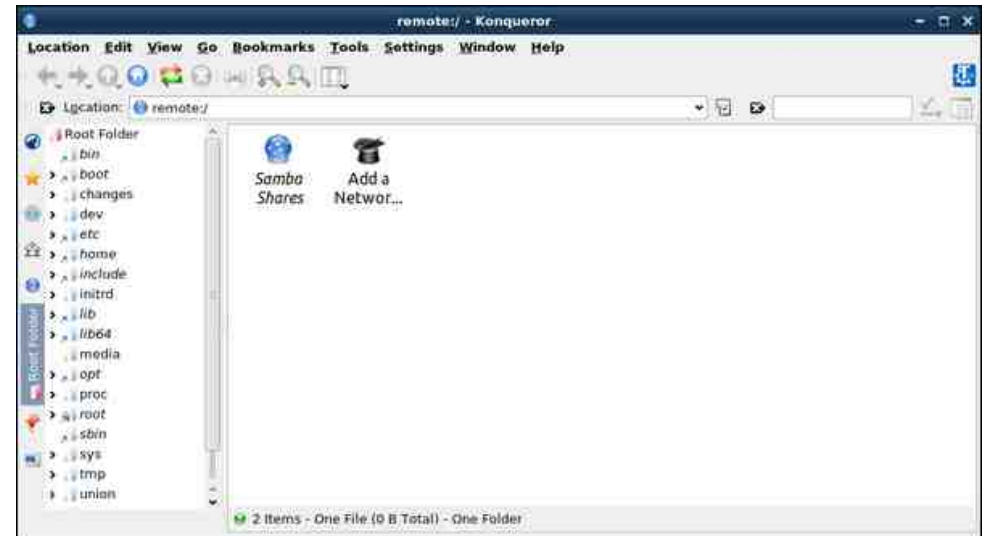 remote:/ - Konqueror
Location Edit View Go Bookmarks Tools Settings Window Help
Location: remote:/
Root Folder
bin
boot
changes
dev
etc
home
include
initrd
lib
lib64
media
opt
proc
root
sbin
sys
tmp
union
Root Folder
Samba
Shares
Add a
Networ...
2 Items - One File (0 B Total) - One Folder